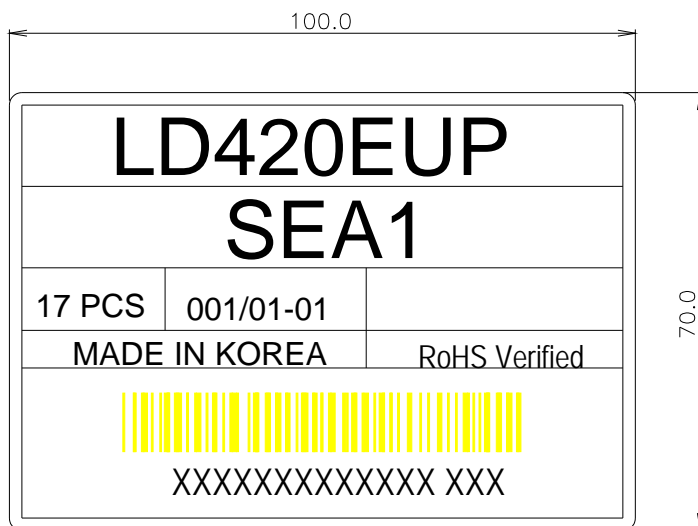 100.0
LD420EUP
SEA1
17 PCS 001/01-01
70.0
MADE IN KOREA RoHS Verified
XXXXXXXXXXXXX XXX